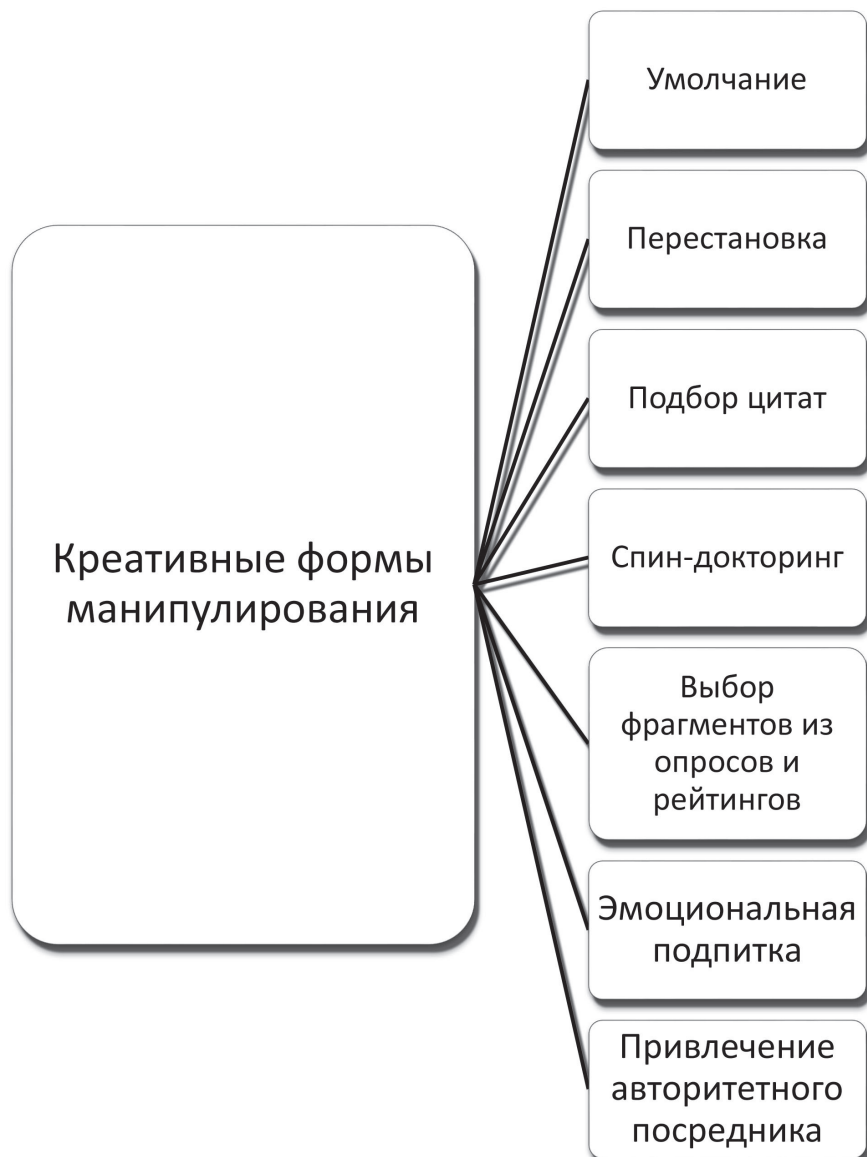 Креативные формы
манипулирования
Умолчание
Перестановка
Подбор цитат
Спин-докторинг
Выбор
фрагментов из
опросов и
рейтингов
Эмоциональная
подпитка
Привлечение
авторитетного
посредника